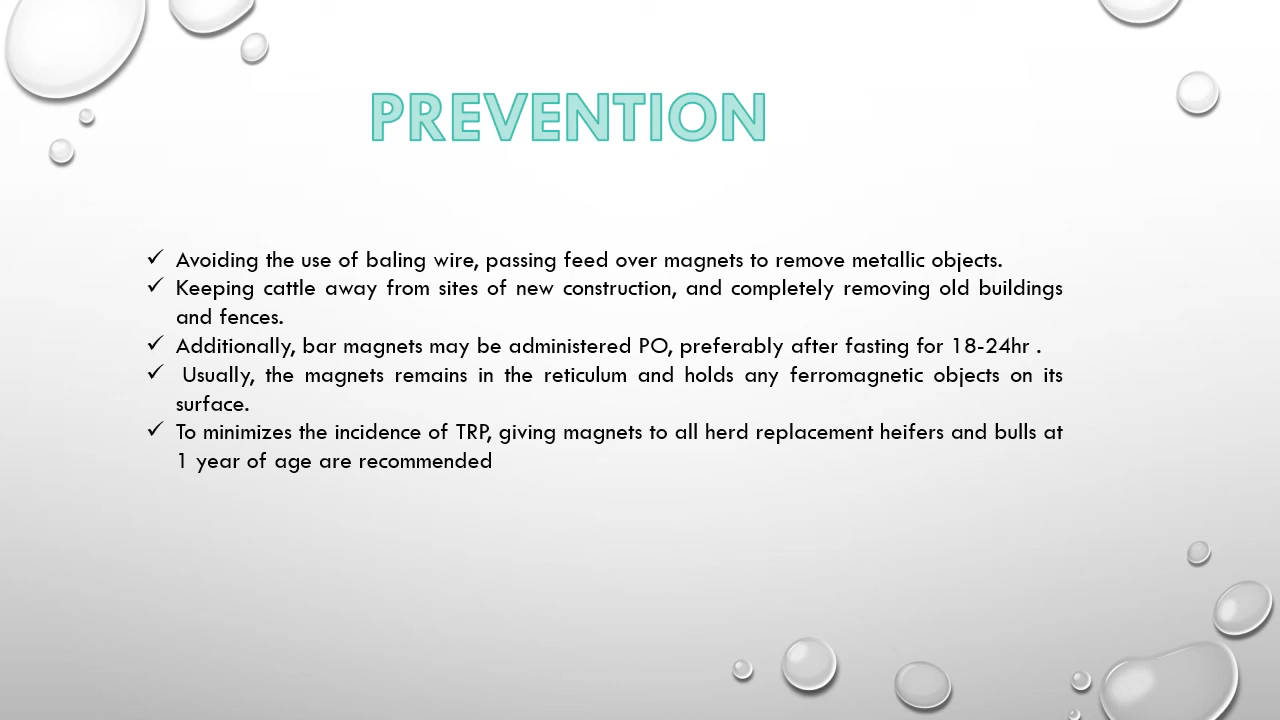 PREVENTION
✓ Avoiding the use of baling wire, passing feed over magnets to remove metallic objects.
✓ Keeping cattle away from sites of new construction, and completely removing old buildings
and fences.
✓ Additionally, bar magnets may be administered PO, preferably after fasting for 18-24hr .
✓ Usually, the magnets remains in the reticulum and holds any ferromagnetic objects on its
surface.
✓ To minimizes the incidence of TRP, giving magnets to all herd replacement heifers and bulls at
1 year of age are recommended